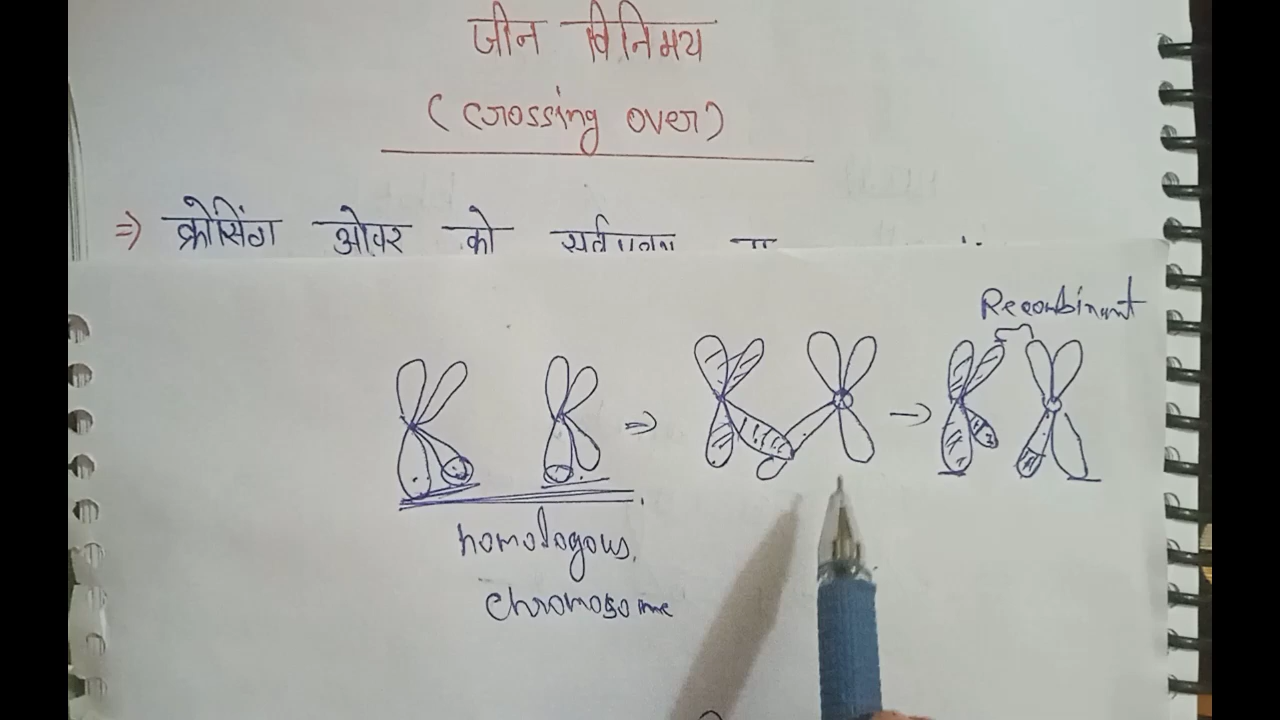 जीन विनिमय
(Crossing over)
⇒ क्रोसिंग ओवर को
Recombinant
homologous
chromosome